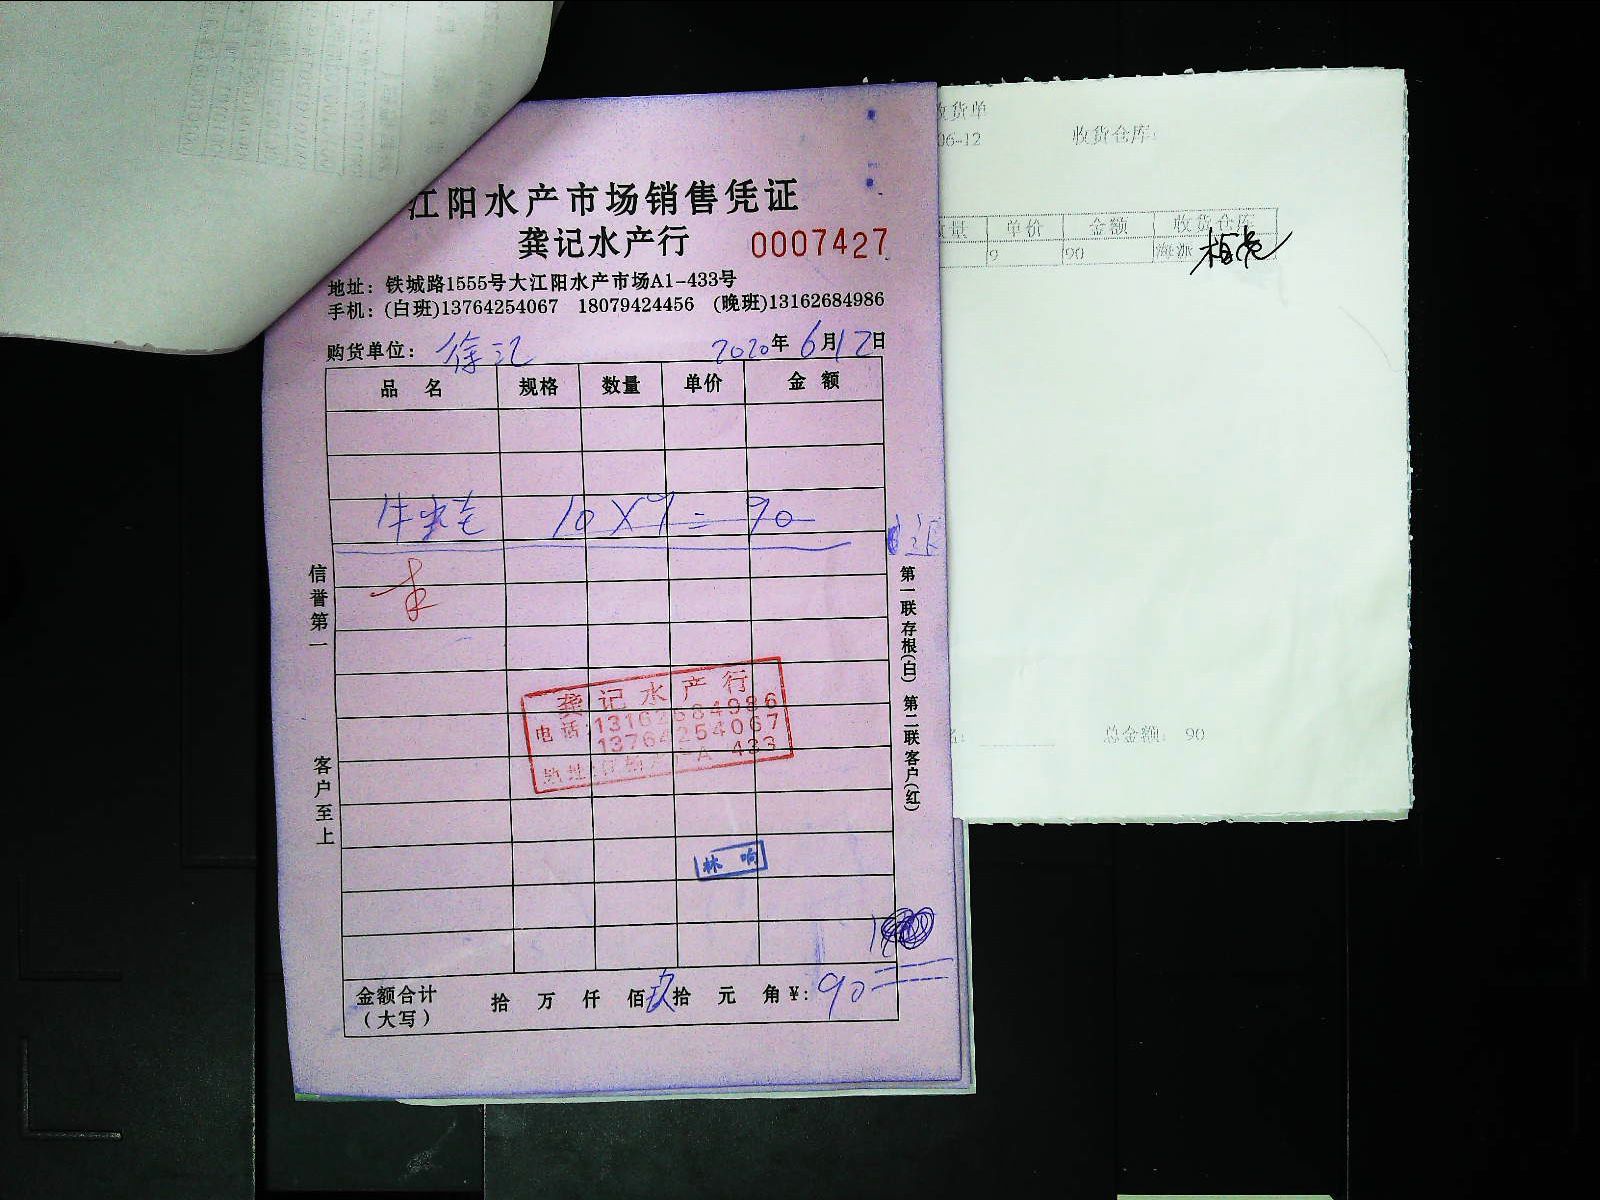 江阳水产市场销售凭证
龚记水产行 0007427
地址：铁城路1555号大江阳水产市场A1-433号
手机：(白班)13764254067 18079424456 (晚班)13162684986
购货单位： 徐汇 2020年6月12日
品 名 规格 数量 单价 金 额
10 X 9 = 90
龚记水产行
电话:13162684986
13764254067
林 响
金额合计（大写） 拾 万 仟 佰 玖拾 元 角 ¥: 90
信誉第一
客户至上
第一联存根(白) 第二联客户(红)
收货单
06-12 收货仓库:
数量 单价 金额 收货仓库
9 90
总金额: 90